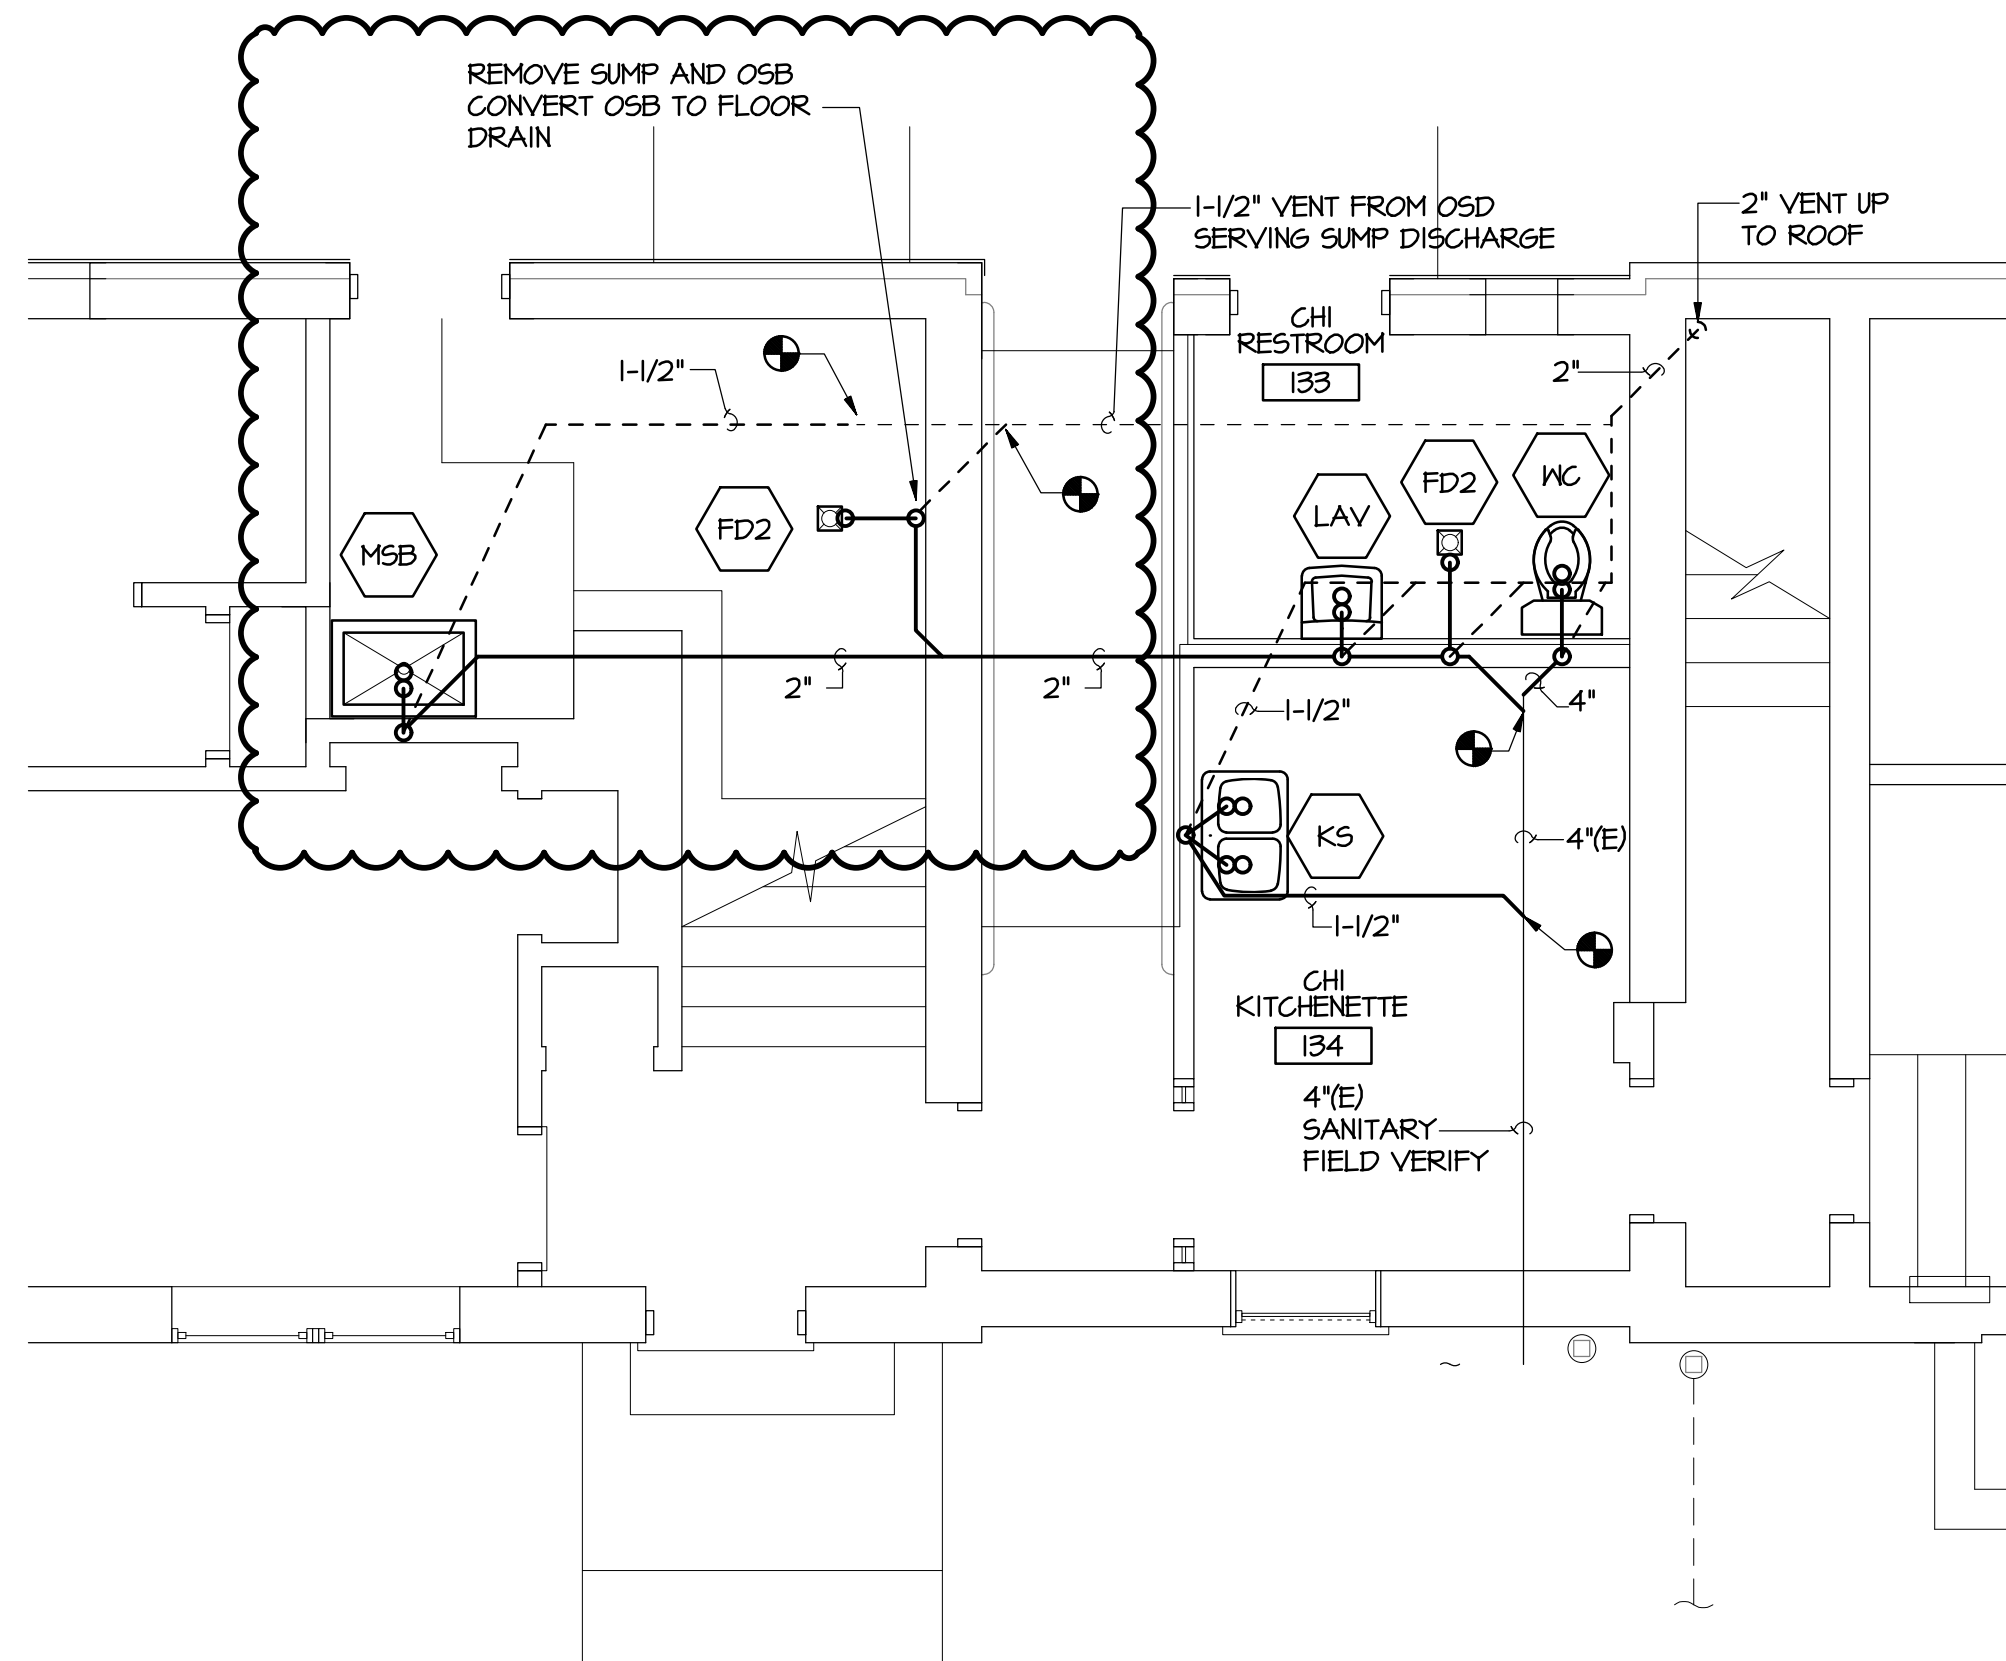 REMOVE SUMP AND OSB
CONVERT OSB TO FLOOR
DRAIN
1-1/2" VENT FROM OSD
SERVING SUMP DISCHARGE
2" VENT UP
TO ROOF
CHI
RESTROOM
133
1-1/2"
2"
MSB
FD2
LAV
FD2
WC
2"
2"
1-1/2"
4"
KS
4"(E)
1-1/2"
CHI
KITCHENETTE
134
4"(E)
SANITARY
FIELD VERIFY